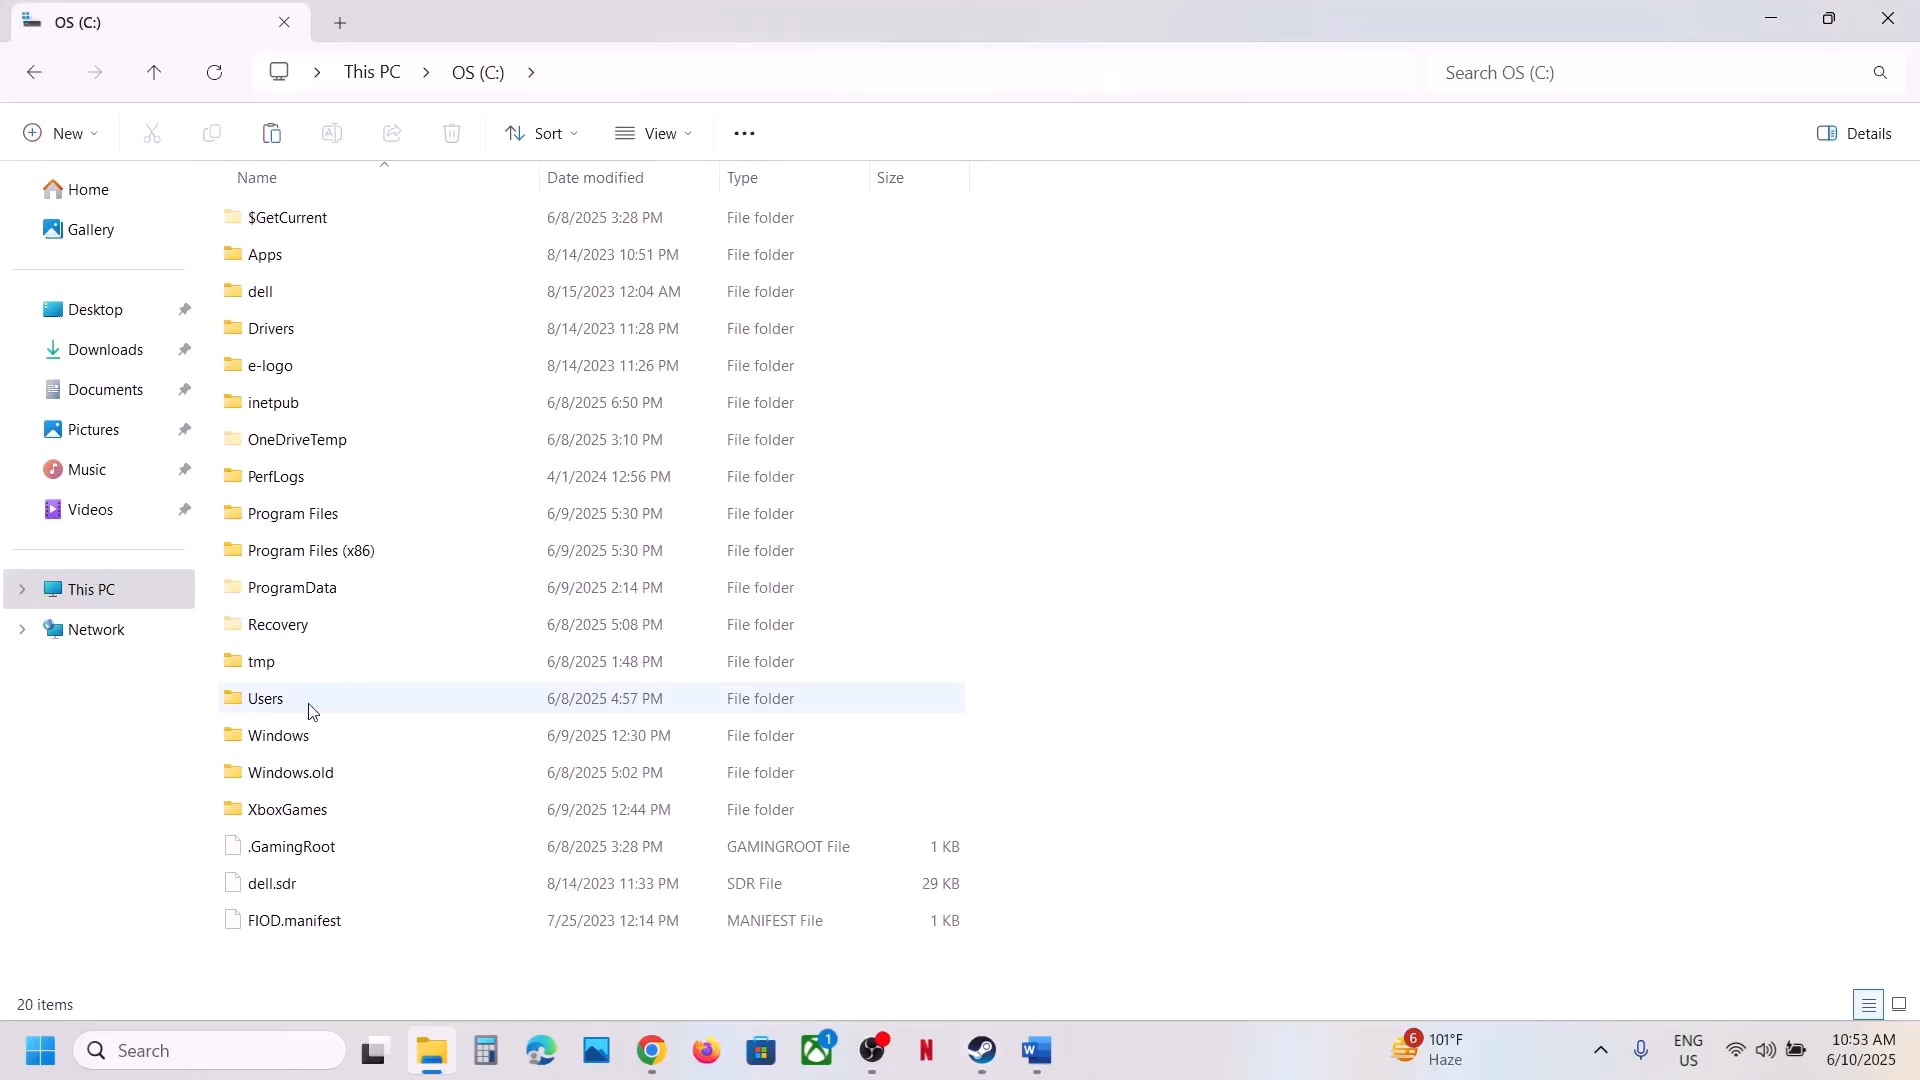 OS (C:)
This PC > OS (C:) >
Search OS (C:)
New
Sort
View
Details
Name Date modified Type Size
Home
Gallery
Desktop
Downloads
Documents
Pictures
Music
Videos
This PC
Network
$GetCurrent 6/8/2025 3:28 PM File folder
Apps 8/14/2023 10:51 PM File folder
dell 8/15/2023 12:04 AM File folder
Drivers 8/14/2023 11:28 PM File folder
e-logo 8/14/2023 11:26 PM File folder
inetpub 6/8/2025 6:50 PM File folder
OneDriveTemp 6/8/2025 3:10 PM File folder
PerfLogs 4/1/2024 12:56 PM File folder
Program Files 6/9/2025 5:30 PM File folder
Program Files (x86) 6/9/2025 5:30 PM File folder
ProgramData 6/9/2025 2:14 PM File folder
Recovery 6/8/2025 5:08 PM File folder
tmp 6/8/2025 1:48 PM File folder
Users 6/8/2025 4:57 PM File folder
Windows 6/9/2025 12:30 PM File folder
Windows.old 6/8/2025 5:02 PM File folder
XboxGames 6/9/2025 12:44 PM File folder
.GamingRoot 6/8/2025 3:28 PM GAMINGROOT File 1 KB
dell.sdr 8/14/2023 11:33 PM SDR File 29 KB
FIOD.manifest 7/25/2023 12:14 PM MANIFEST File 1 KB
20 items
Search
1
6
101°F
Haze
ENG
US
10:53 AM
6/10/2025